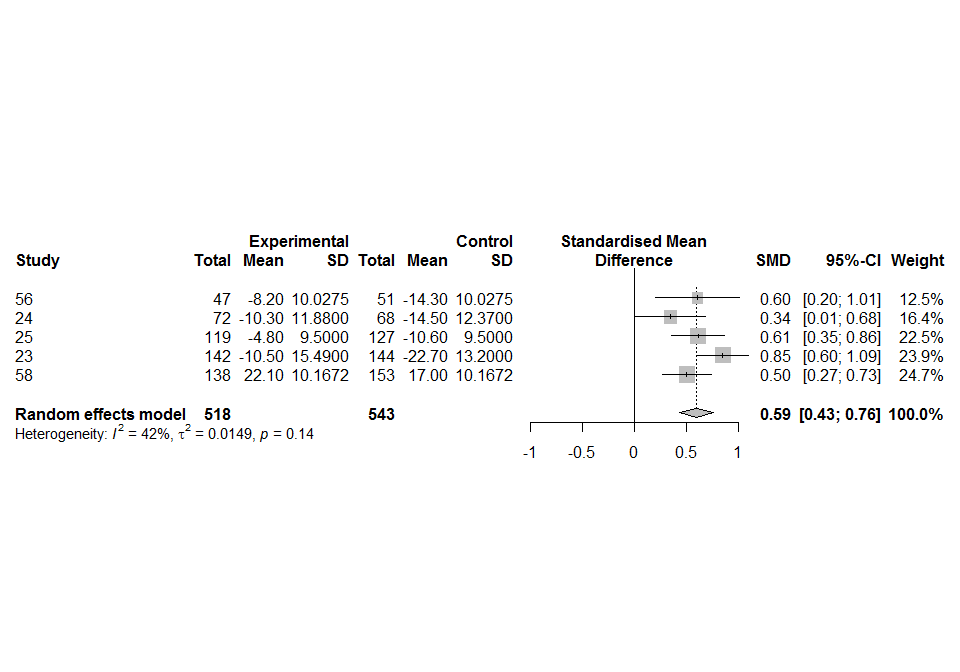 Experimental Control Standardised Mean
Study Total Mean SD Total Mean SD Difference SMD 95%-CI Weight
56 47 -8.20 10.0275 51 -14.30 10.0275 0.60 [0.20; 1.01] 12.5%
24 72 -10.30 11.8800 68 -14.50 12.3700 0.34 [0.01; 0.68] 16.4%
25 119 -4.80 9.5000 127 -10.60 9.5000 0.61 [0.35; 0.86] 22.5%
23 142 -10.50 15.4900 144 -22.70 13.2000 0.85 [0.60; 1.09] 23.9%
58 138 22.10 10.1672 153 17.00 10.1672 0.50 [0.27; 0.73] 24.7%
Random effects model 518 543 0.59 [0.43; 0.76] 100.0%
Heterogeneity: I² = 42%, τ² = 0.0149, p = 0.14
-1 -0.5 0 0.5 1